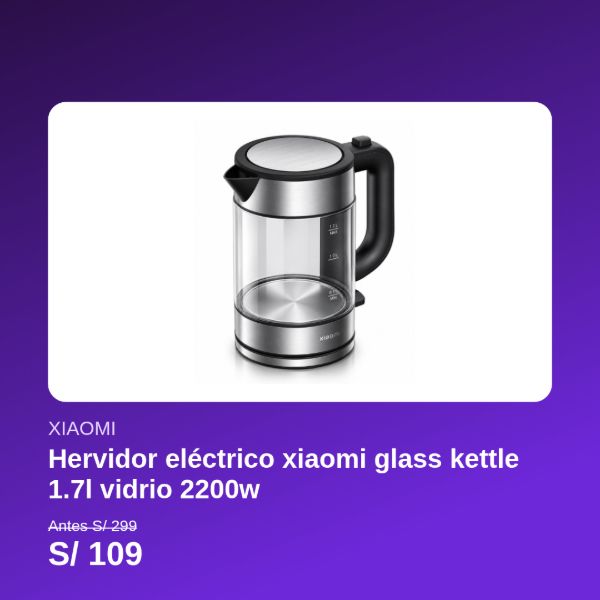 XIAOMI
Hervidor eléctrico xiaomi glass kettle
1.7l vidrio 2200w
Antes S/ 299
S/ 109